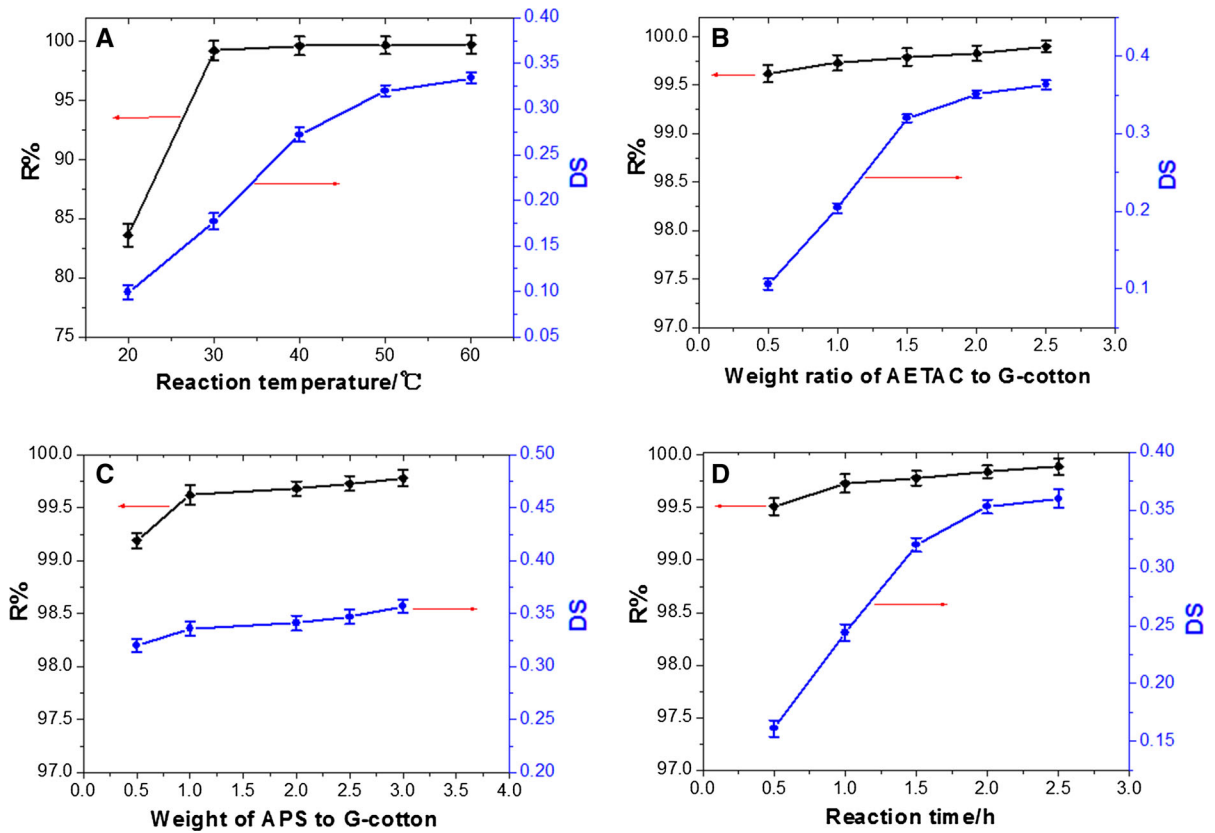 A
R%
100
95
90
85
80
75
20 30 40 50 60
Reaction temperature/℃
0.40
0.35
0.30
0.25
0.20
0.15
0.10
0.05
DS
B
R%
100.0
99.5
99.0
98.5
98.0
97.5
97.0
0.0 0.5 1.0 1.5 2.0 2.5 3.0
Weight ratio of AETAC to G-cotton
0.4
0.3
0.2
0.1
DS
C
R%
100.0
99.5
99.0
98.5
98.0
97.5
97.0
0.0 0.5 1.0 1.5 2.0 2.5 3.0 3.5 4.0
Weight of APS to G-cotton
0.50
0.45
0.40
0.35
0.30
0.25
0.20
DS
D
R%
100.0
99.5
99.0
98.5
98.0
97.5
97.0
0.0 0.5 1.0 1.5 2.0 2.5 3.0
Reaction time/h
0.40
0.35
0.30
0.25
0.20
0.15
DS